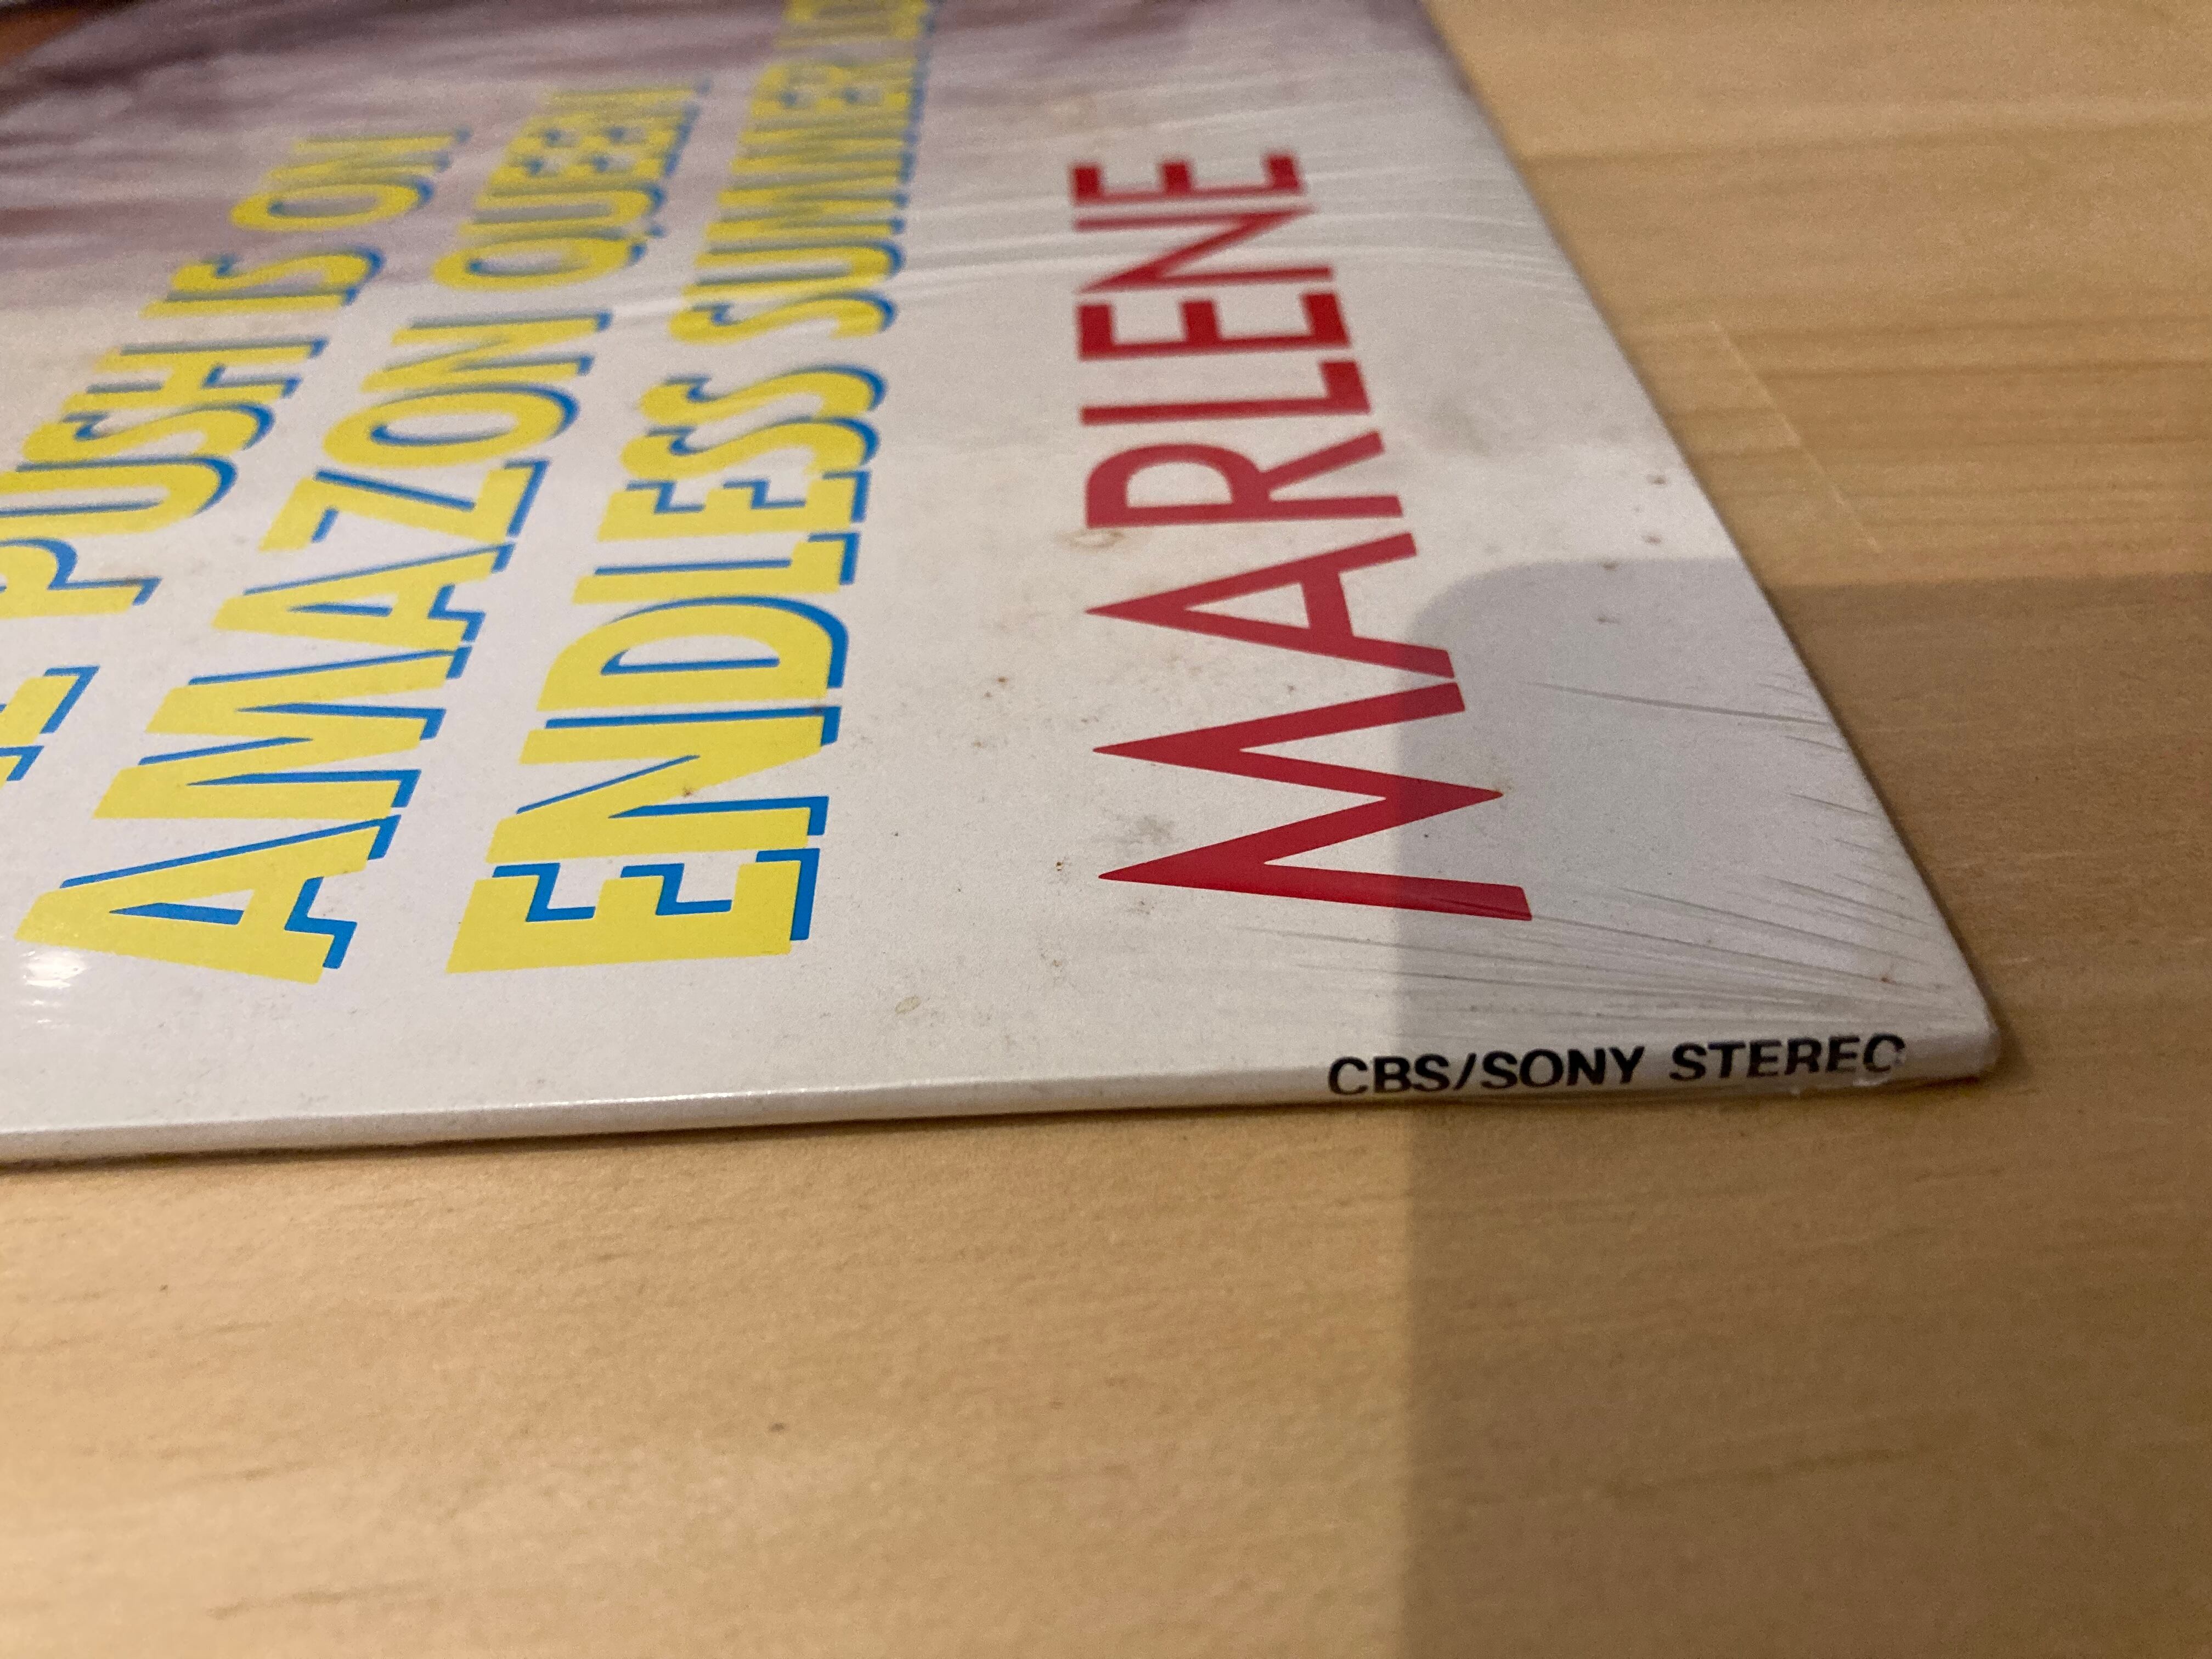 PUSH IS ON
AMAZON QUEEN
ENDLESS SUMMER
MARLENE
CBS/SONY STEREO